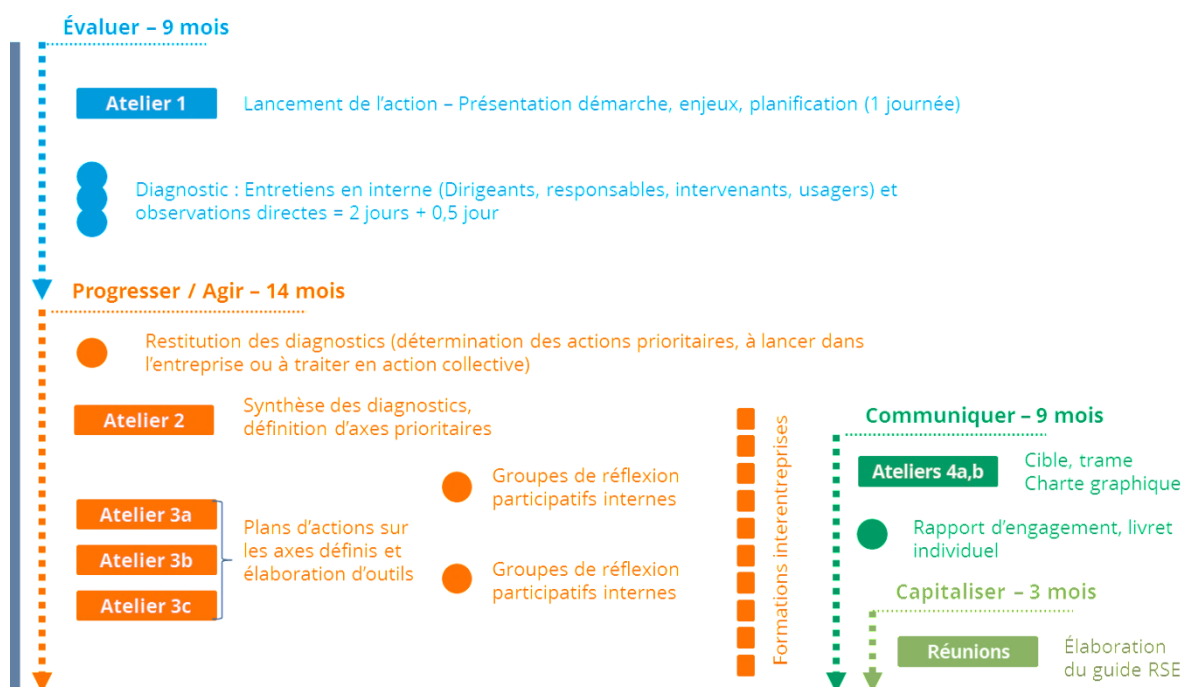 Évaluer – 9 mois
Atelier 1
Lancement de l'action – Présentation démarche, enjeux, planification (1 journée)
Diagnostic : Entretiens en interne (Dirigeants, responsables, intervenants, usagers) et
observations directes = 2 jours + 0,5 jour
Progresser / Agir – 14 mois
Restitution des diagnostics (détermination des actions prioritaires, à lancer dans
l'entreprise ou à traiter en action collective)
Atelier 2
Synthèse des diagnostics,
définition d'axes prioritaires
Atelier 3a
Atelier 3b
Atelier 3c
Plans d'actions sur
les axes définis et
élaboration d'outils
Groupes de réflexion
participatifs internes
Groupes de réflexion
participatifs internes
Formations interentreprises
Communiquer – 9 mois
Ateliers 4a,b
Cible, trame
Charte graphique
Rapport d'engagement, livret
individuel
Capitaliser – 3 mois
Réunions
Élaboration
du guide RSE